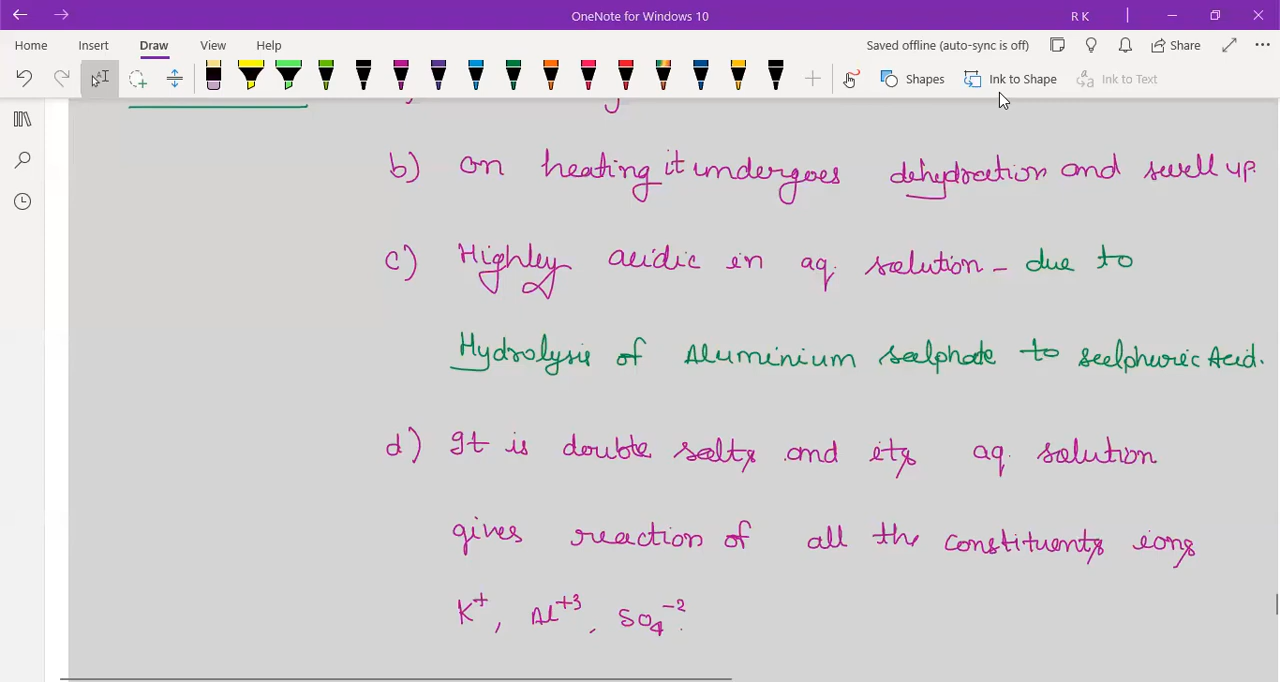 OneNote for Windows 10
R K
Home Insert Draw View Help
Saved offline (auto-sync is off) Share
Shapes Ink to Shape Ink to Text
b) on heating it undergoes dehydration and swell up.
c) Highly acidic in aq. solution - due to
Hydrolysis of Aluminium sulphate to sulphuric Acid.
d) It is double salts and its aq. solution
gives reaction of all the constituents ions
K+, Al+3, SO4-2.